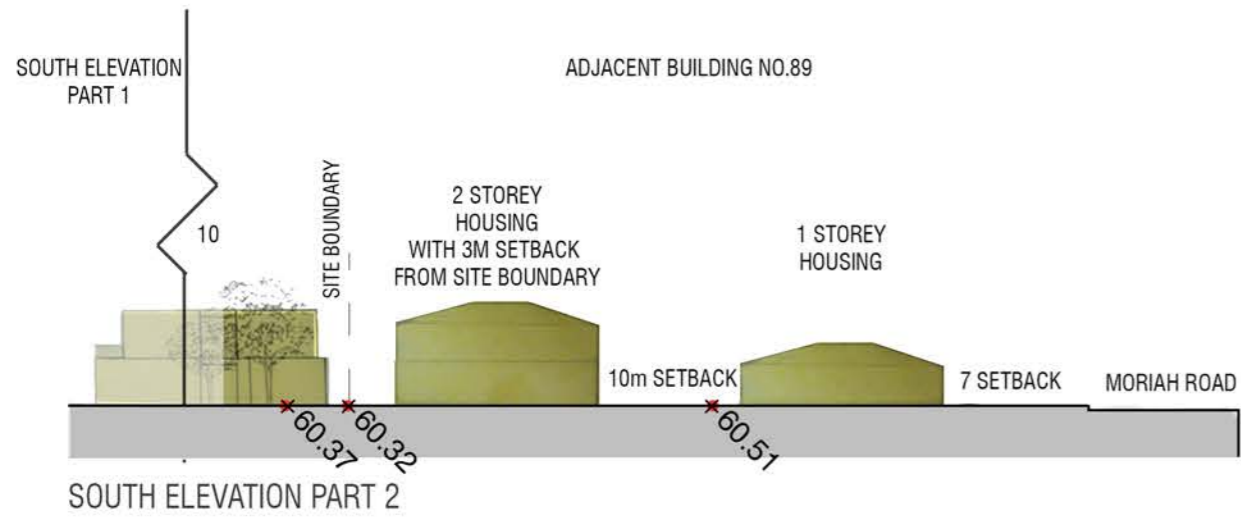 SOUTH ELEVATION
PART 1
ADJACENT BUILDING NO.89
10
SITE BOUNDARY
2 STOREY
HOUSING
WITH 3M SETBACK
FROM SITE BOUNDARY
1 STOREY
HOUSING
10m SETBACK
7 SETBACK
MORIAH ROAD
60.37
60.32
60.51
SOUTH ELEVATION PART 2